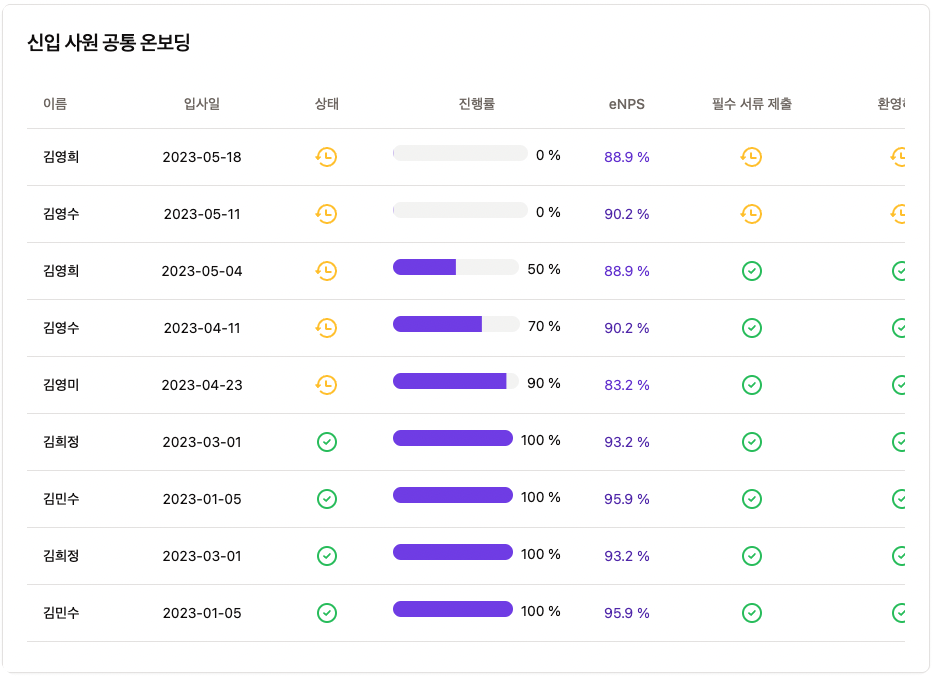 신입 사원 공통 온보딩
이름 입사일 상태 진행률 eNPS 필수 서류 제출 환영
김영희 2023-05-18 0 % 88.9 %
김영수 2023-05-11 0 % 90.2 %
김영희 2023-05-04 50 % 88.9 %
김영수 2023-04-11 70 % 90.2 %
김영미 2023-04-23 90 % 83.2 %
김희정 2023-03-01 100 % 93.2 %
김민수 2023-01-05 100 % 95.9 %
김희정 2023-03-01 100 % 93.2 %
김민수 2023-01-05 100 % 95.9 %